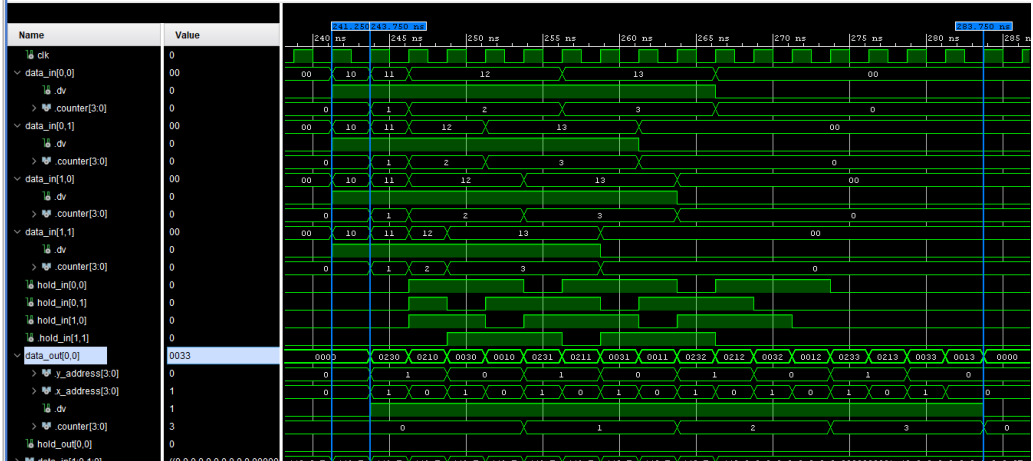 241.250 243.750 ns 283.750 ns
Name Value 240 ns 245 ns 250 ns 255 ns 260 ns 265 ns 270 ns 275 ns 280 ns 285 n
clk 0
data_in[0,0] 00 00 10 11 12 13 00
.dv 0
.counter[3:0] 0 0 1 2 3 0
data_in[0,1] 00 00 10 11 12 13 00
.dv 0
.counter[3:0] 0 0 1 2 3 0
data_in[1,0] 00 00 10 11 12 13 00
.dv 0
.counter[3:0] 0 0 1 2 3 0
data_in[1,1] 00 00 10 11 12 13 00
.dv 0
.counter[3:0] 0 0 1 2 3 0
hold_in[0,0] 0
hold_in[0,1] 0
hold_in[1,0] 0
.hold_in[1,1] 0
data_out[0,0] 0033 0000 0230 0210 0030 0010 0231 0211 0031 0011 0232 0212 0032 0012 0233 0213 0033 0013 0000
.y_address[3:0] 0 0 1 0 1 0 1 0 1 0
.x_address[3:0] 1 0 1 0 1 0 1 0 1 0 1 0 1 0 1 0 1 0
.dv 1
.counter[3:0] 3 0 1 2 3 0
hold_out[0,0] 0